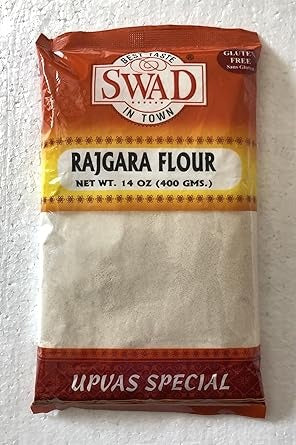 BEST TASTE
SWAD®
IN TOWN
GLUTEN
FREE
Sans Gluten
RAJGARA FLOUR
NET WT. 14 OZ (400 GMS.)
UPVAS SPECIAL